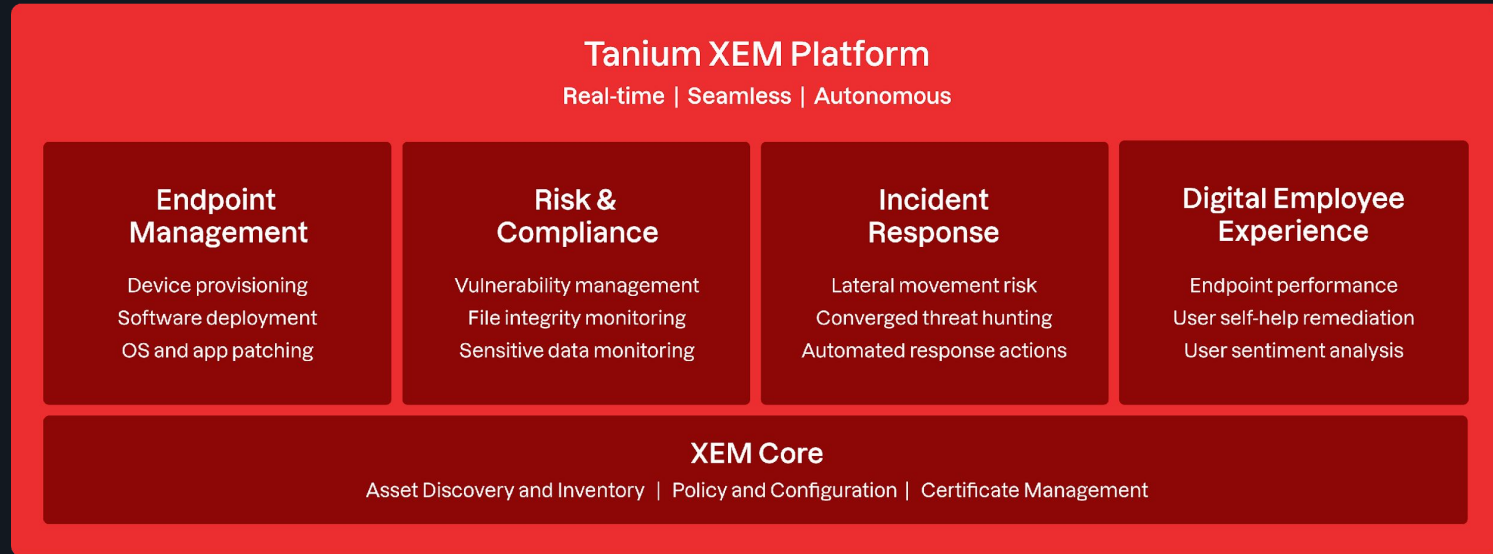 Tanium XEM Platform
Real-time | Seamless | Autonomous
Endpoint
Management
Device provisioning
Software deployment
OS and app patching
Risk &
Compliance
Vulnerability management
File integrity monitoring
Sensitive data monitoring
Incident
Response
Lateral movement risk
Converged threat hunting
Automated response actions
Digital Employee
Experience
Endpoint performance
User self-help remediation
User sentiment analysis
XEM Core
Asset Discovery and Inventory | Policy and Configuration | Certificate Management